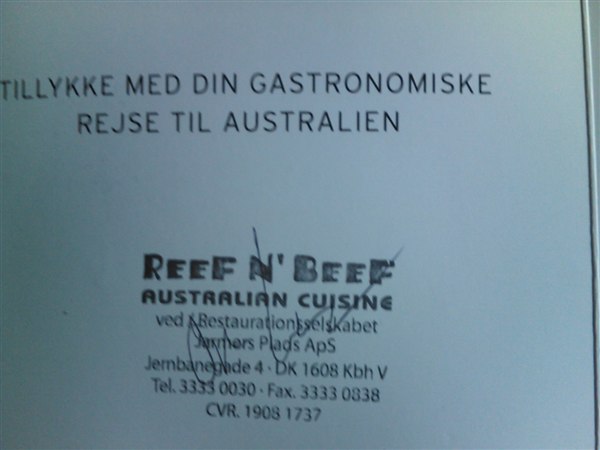 TILLYKKE MED DIN GASTRONOMISKE
REJSE TIL AUSTRALIEN
REEF N' BEEF
AUSTRALIAN CUISINE
ved Restaurationsselskabet
Jarmers Plads ApS
Jernbanegade 4 · DK 1608 Kbh V
Tel. 3333 0030 · Fax. 3333 0838
CVR. 1908 1737